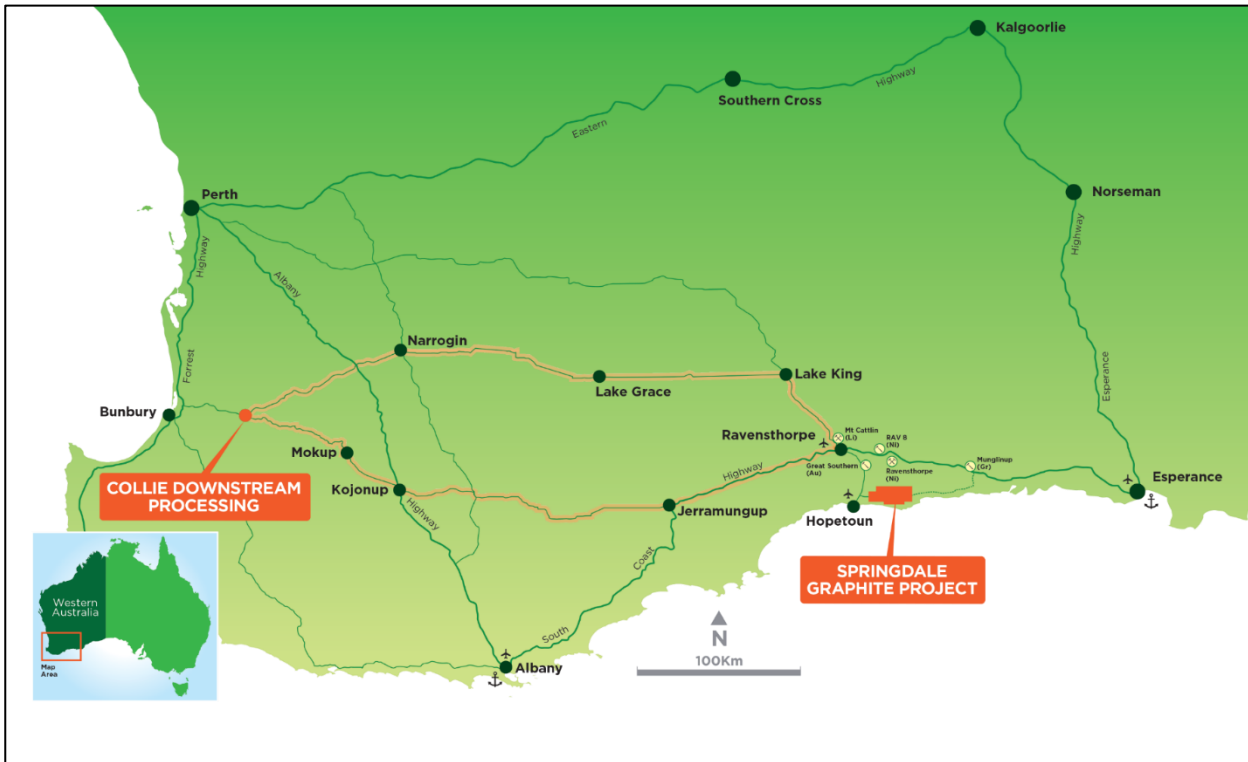 Kalgoorlie
Highway
Southern Cross
Eastern
Perth
Norseman
Highway
Highway
Albany
Narrogin
Forrest
Lake Grace
Lake King
Esperance
Bunbury
Mokup
Ravensthorpe
Mt Cattlin
(Li)
RAV 8
(Ni)
Great Southern
(Au)
Ravensthorpe
(Ni)
Munglinup
(Gr)
COLLIE DOWNSTREAM
PROCESSING
Kojonup
Highway
Highway
Jerramungup
Hopetoun
Esperance
SPRINGDALE
GRAPHITE PROJECT
Coast
South
Albany
Western
Australia
Map
Area
N
100Km